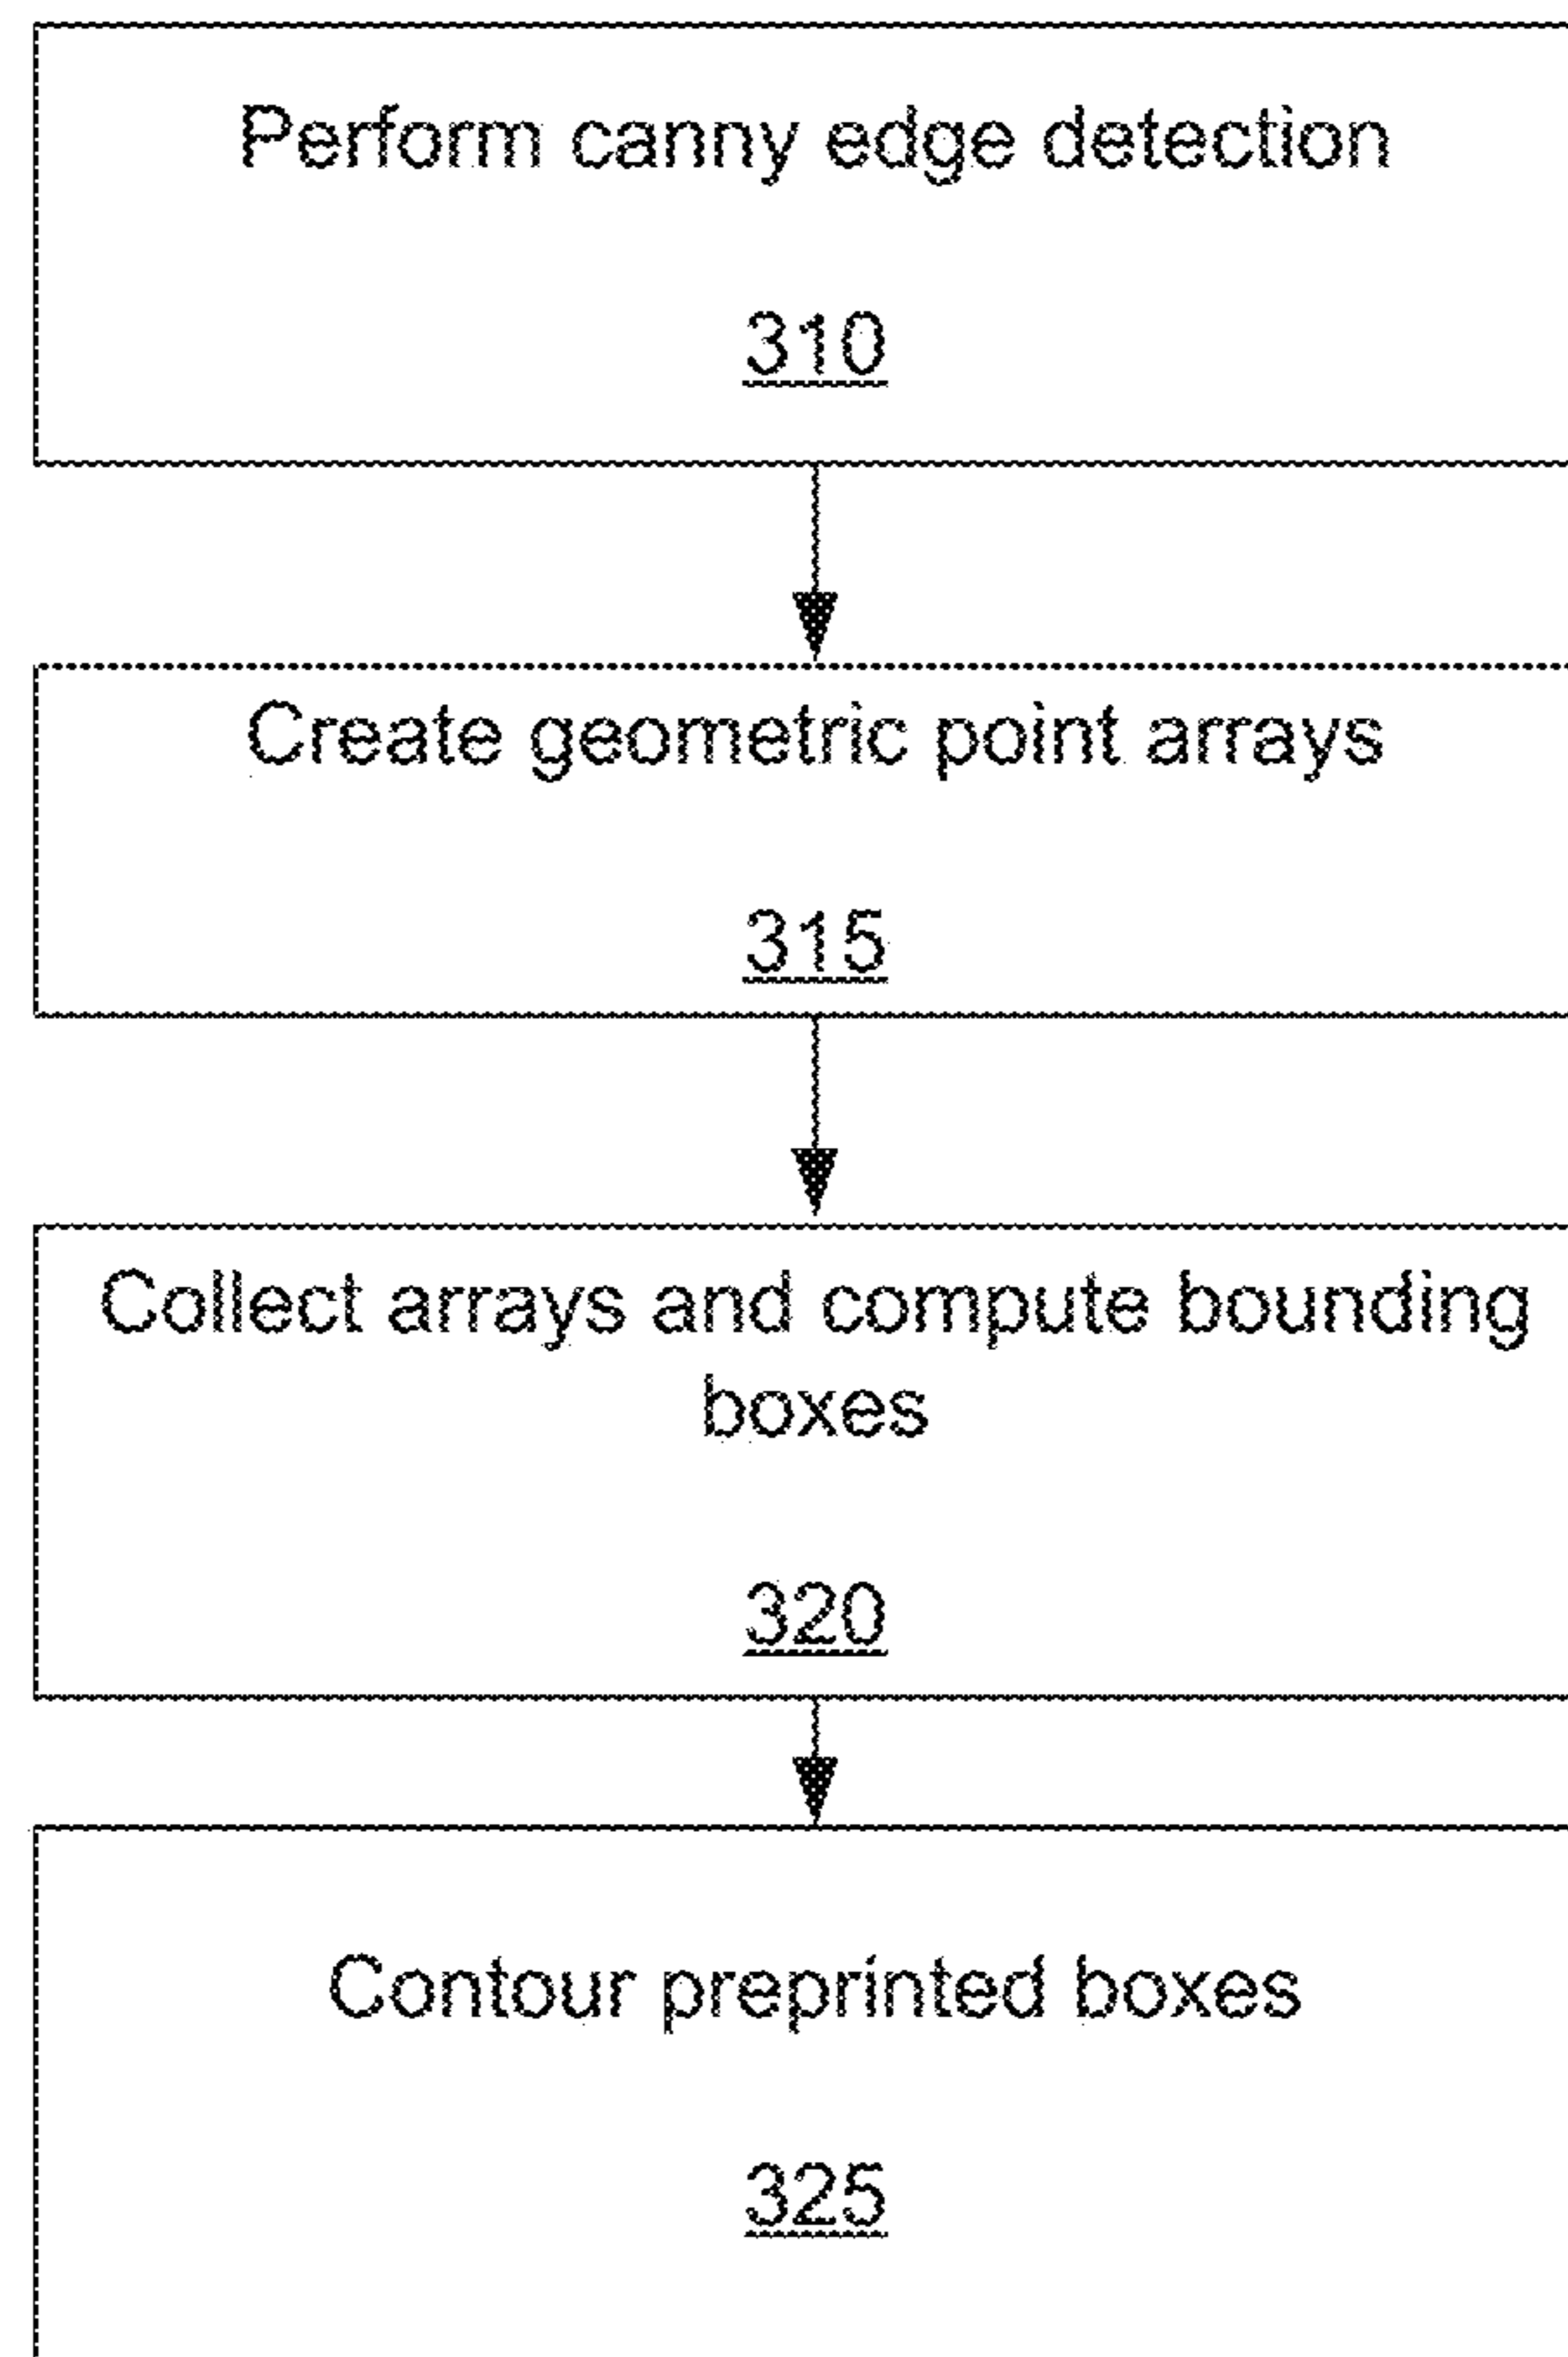 Perform canny edge detection
310
Create geometric point arrays
315
Collect arrays and compute bounding
boxes
320
Contour preprinted boxes
325